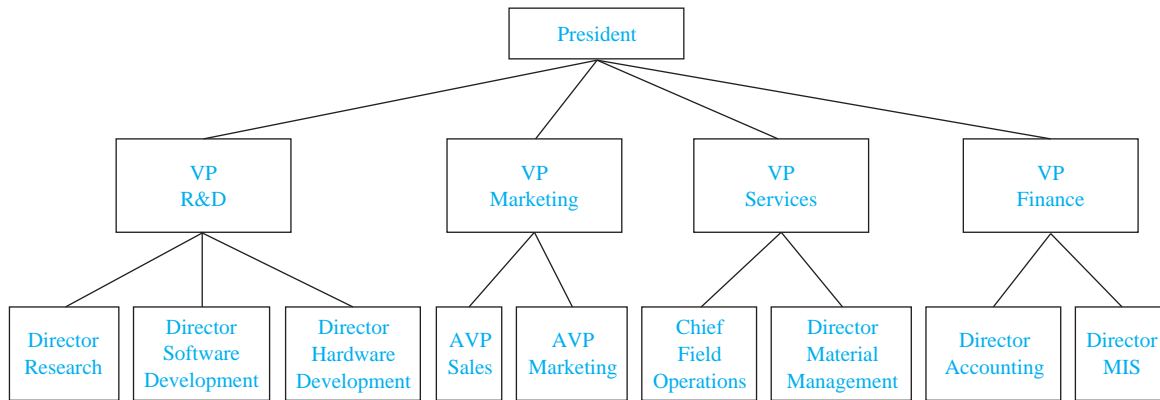 President
VP
R&D
VP
Marketing
VP
Services
VP
Finance
Director
Research
Director
Software
Development
Director
Hardware
Development
AVP
Sales
AVP
Marketing
Chief
Field
Operations
Director
Material
Management
Director
Accounting
Director
MIS